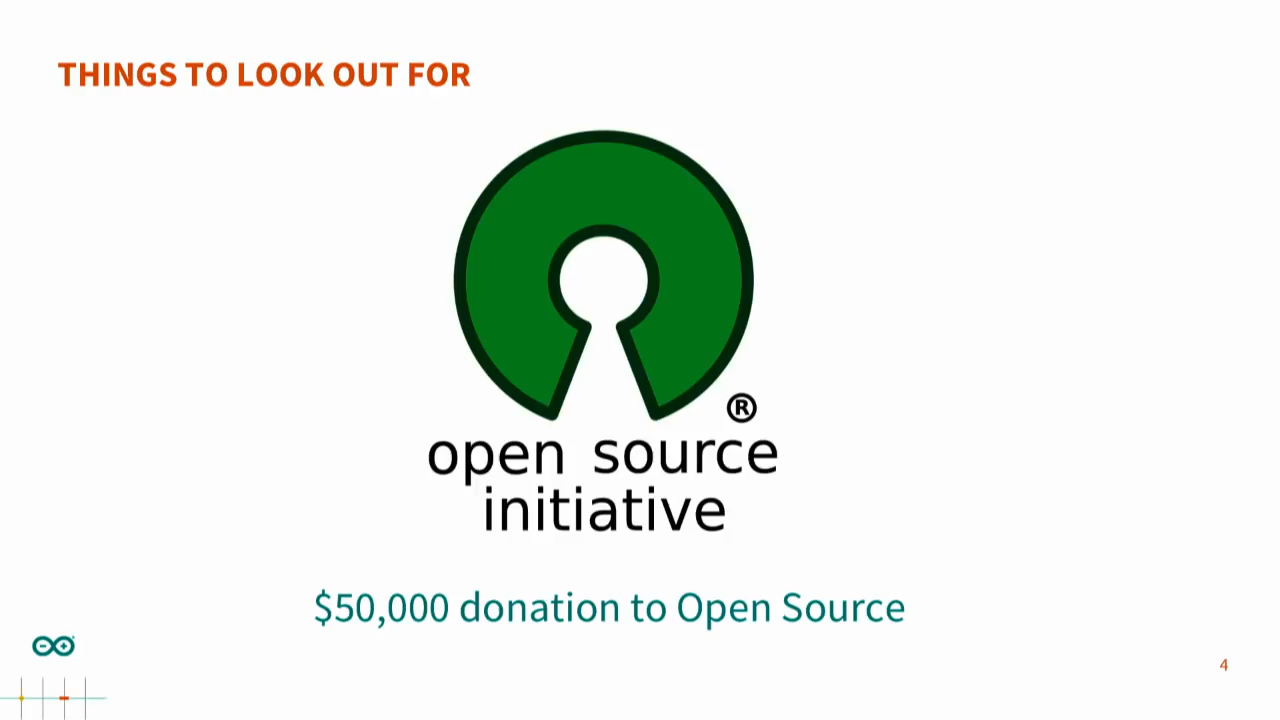 THINGS TO LOOK OUT FOR
®
open source
initiative
$50,000 donation to Open Source
4